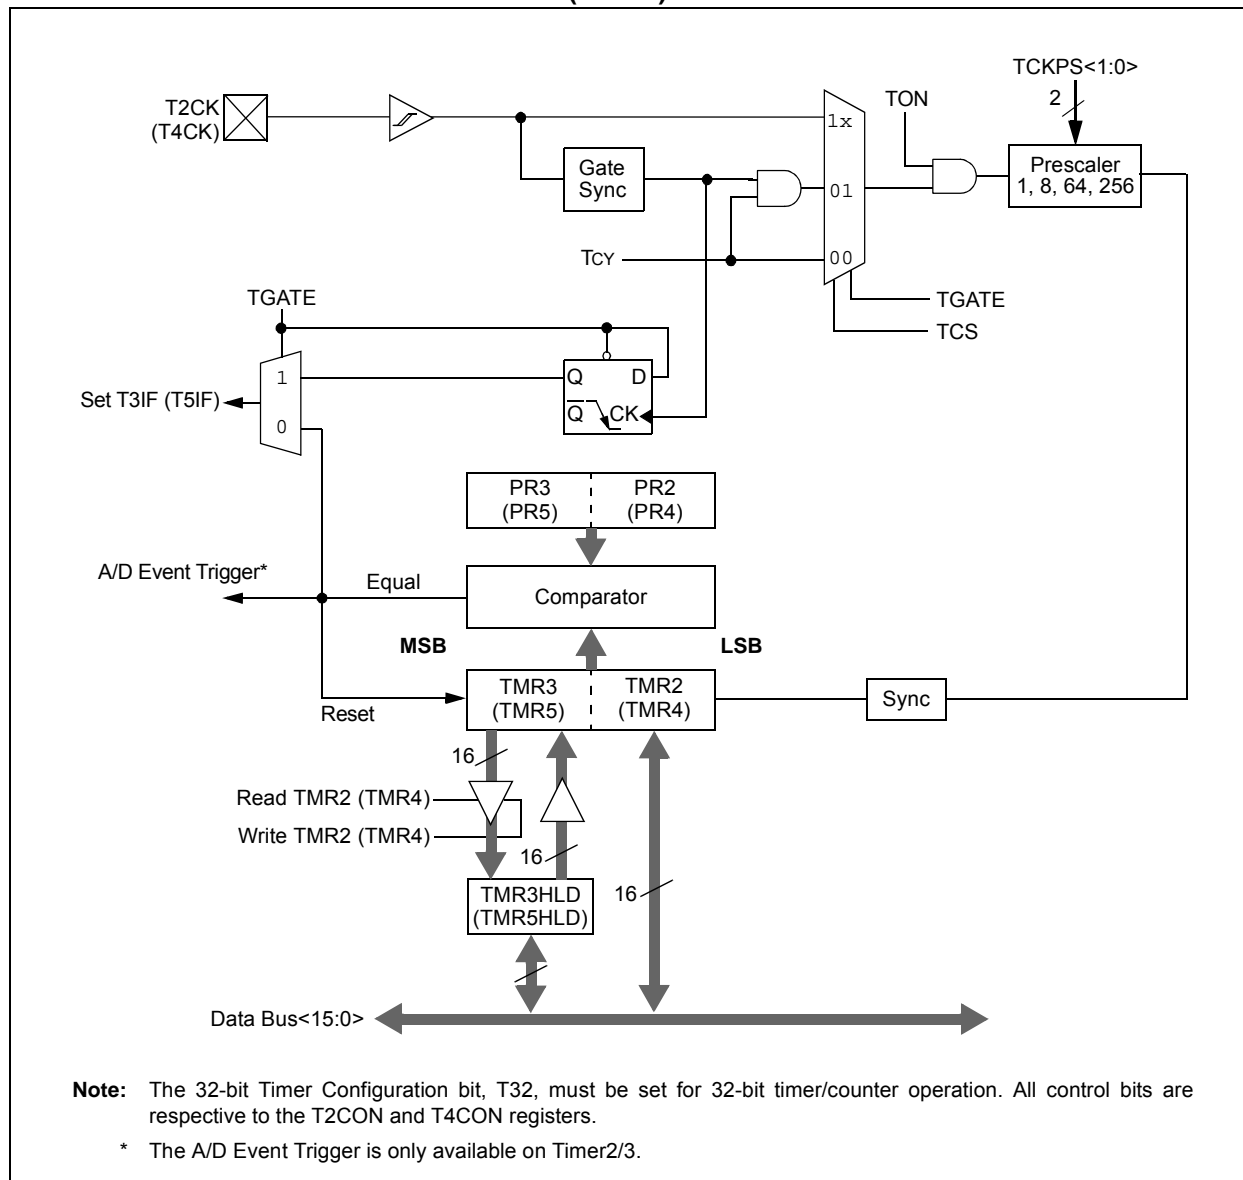 TCKPS<1:0>
2
TON
T2CK
(T4CK)
1x
Gate
Sync
Prescaler
1, 8, 64, 256
01
TCY
00
TGATE
TGATE
TCS
1
Q
D
Set T3IF (T5IF)
Q
CK
0
PR3
(PR5)
PR2
(PR4)
A/D Event Trigger*
Equal
Comparator
MSB
LSB
TMR3
(TMR5)
TMR2
(TMR4)
Sync
Reset
16
Read TMR2 (TMR4)
Write TMR2 (TMR4)
16
TMR3HLD
(TMR5HLD)
16
Data Bus<15:0>
Note: The 32-bit Timer Configuration bit, T32, must be set for 32-bit timer/counter operation. All control bits are
respective to the T2CON and T4CON registers.
* The A/D Event Trigger is only available on Timer2/3.